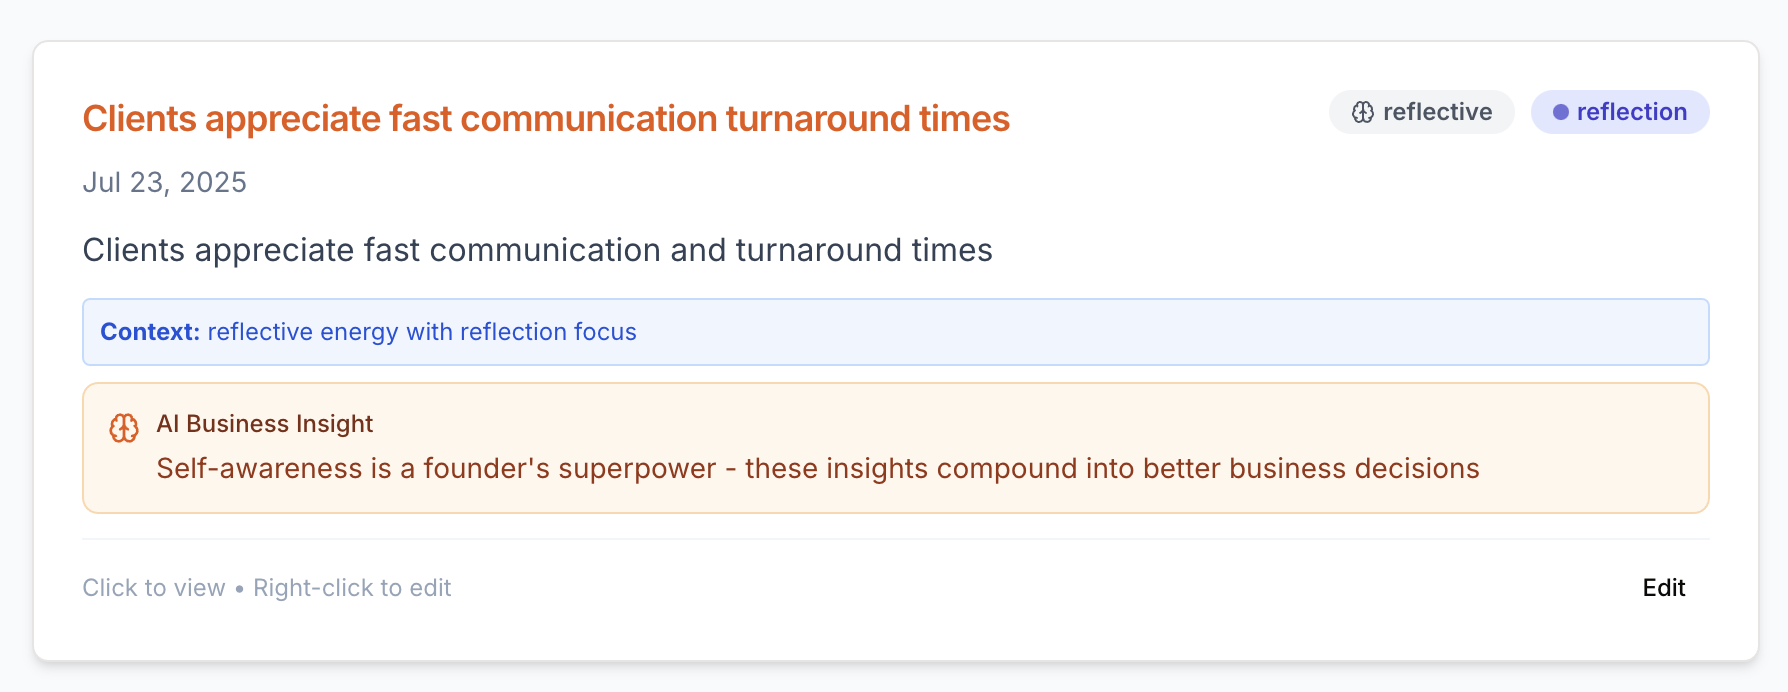 Clients appreciate fast communication turnaround times
reflective
reflection
Jul 23, 2025
Clients appreciate fast communication and turnaround times
Context: reflective energy with reflection focus
AI Business Insight
Self-awareness is a founder's superpower - these insights compound into better business decisions
Click to view • Right-click to edit
Edit